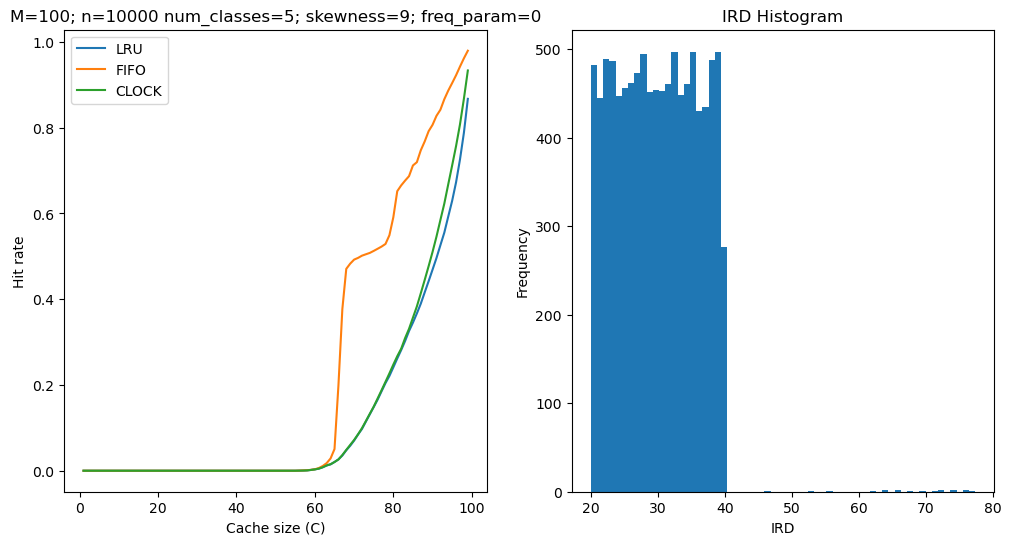 M=100; n=10000 num_classes=5; skewness=9; freq_param=0
LRU
FIFO
CLOCK
1.0
0.8
0.6
0.4
0.2
0.0
Hit rate
0 20 40 60 80 100
Cache size (C)
IRD Histogram
500
400
300
200
100
0
Frequency
20 30 40 50 60 70 80
IRD